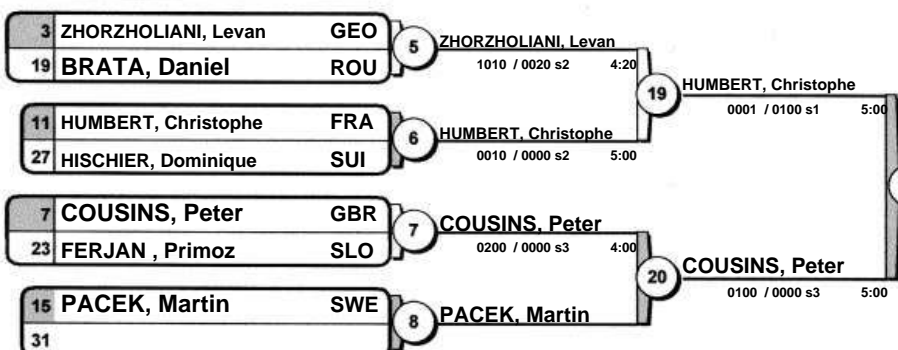 3 ZHORZHOLIANI, Levan GEO
19 BRATA, Daniel ROU
5
ZHORZHOLIANI, Levan
1010 / 0020 s2 4:20
11 HUMBERT, Christophe FRA
27 HISCHIER, Dominique SUI
6
HUMBERT, Christophe
0010 / 0000 s2 5:00
19
HUMBERT, Christophe
0001 / 0100 s1 5:00
7 COUSINS, Peter GBR
23 FERJAN , Primoz SLO
7
COUSINS, Peter
0200 / 0000 s3 4:00
15 PACEK, Martin SWE
31
8
PACEK, Martin
20
COUSINS, Peter
0100 / 0000 s3 5:00